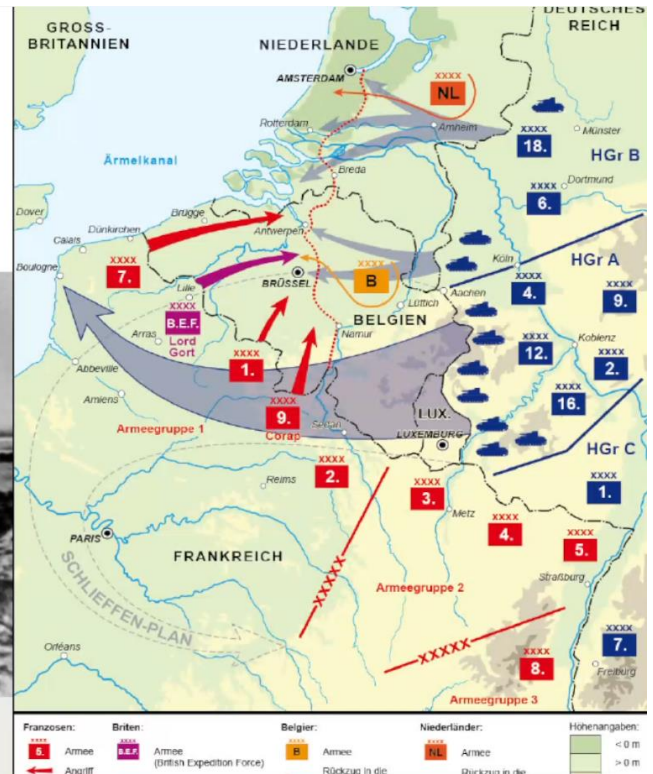 GROSS-
BRITANNIEN
NIEDERLANDE
DEUTSCHES
REICH
AMSTERDAM
XXXX
NL
Rotterdam
Arnheim
XXXX
18.
Münster
HGr B
Ärmelkanal
Breda
Dortmund
XXXX
6.
Dover
Brügge
Dünkirchen
Calais
Antwerpen
HGr A
Boulogne
XXXX
7.
Lille
XXXX
B
BRÜSSEL
Köln
XXXX
4.
XXXX
9.
Aachen
Lüttich
BELGIEN
XXXX
B.E.F.
Lord
Gort
Arras
Namur
Koblenz
XXXX
1.
XXXX
12.
XXXX
2.
Abbeville
Amiens
XXXX
9.
Corap
LUX.
LUXEMBURG
XXXX
16.
Armeegruppe 1
Sedan
HGr C
XXXX
2.
XXXX
3.
XXXX
1.
Reims
Metz
XXXX
4.
XXXX
5.
PARIS
FRANKREICH
Straßburg
SCHLIEFFEN-PLAN
XXXXX
Armeegruppe 2
Orléans
XXXXX
XXXX
8.
XXXX
7.
Freiburg
Armeegruppe 3
Franzosen:
Briten:
Belgier:
Niederländer:
Höhenangaben:
XXXX
5.
Armee
XXXX
B.E.F.
Armee
(British Expedition Force)
XXXX
B
Armee
XXXX
NL
Armee
< 0 m
> 0 m
Angriff
Rückzug in die
Rückzug in die